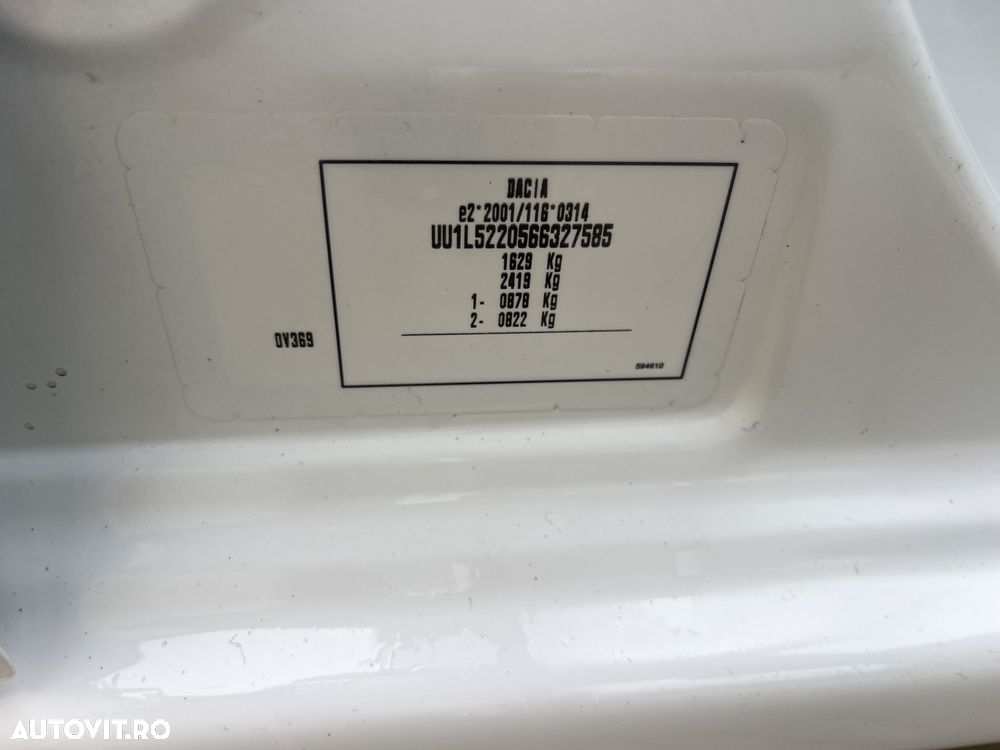 DACIA
e2*2001/116*0314
UU1L5220566327585
1629 Kg
2419 Kg
1- 0878 Kg
2- 0822 Kg
0V369
594610
AUTOVIT.RO